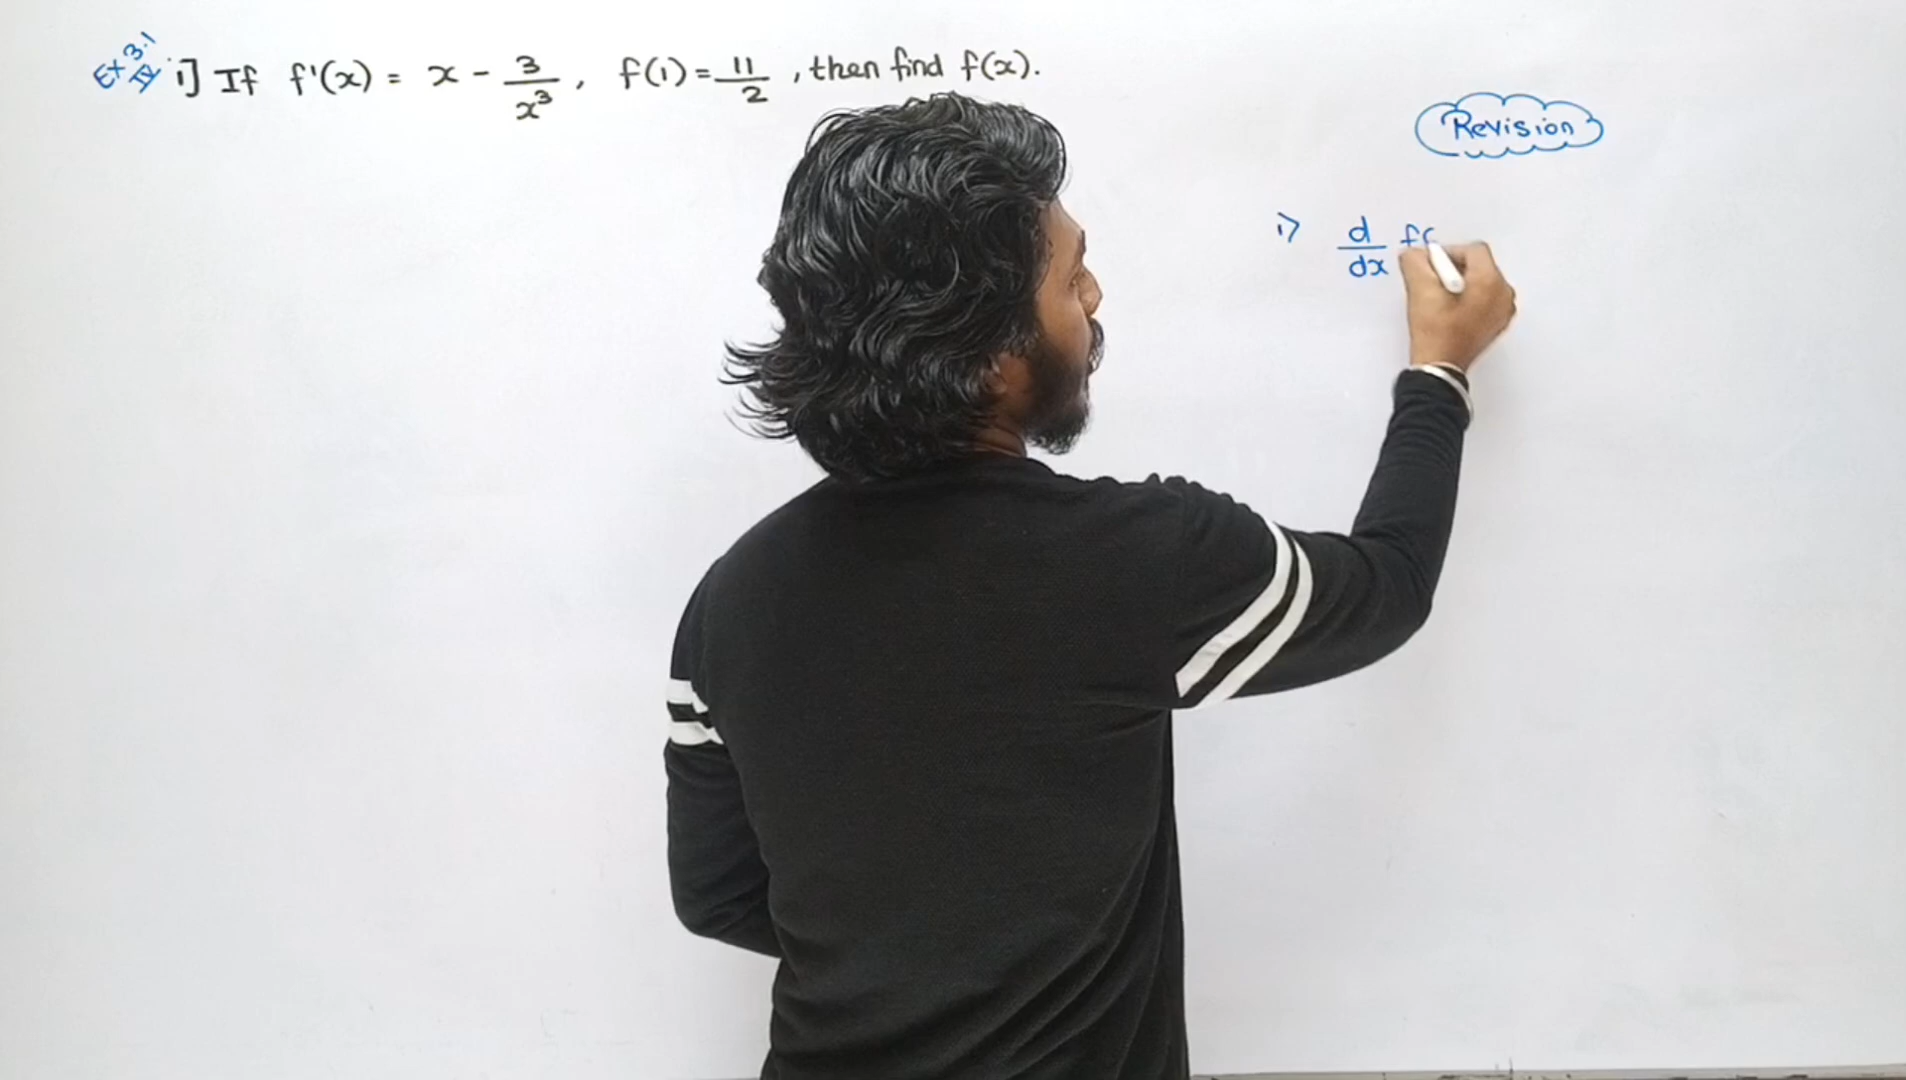 Ex 3.1
IV i] If f'(x) = x - 3/x³, f(1) = 11/2, then find f(x).
Revision
i> d/dx f(